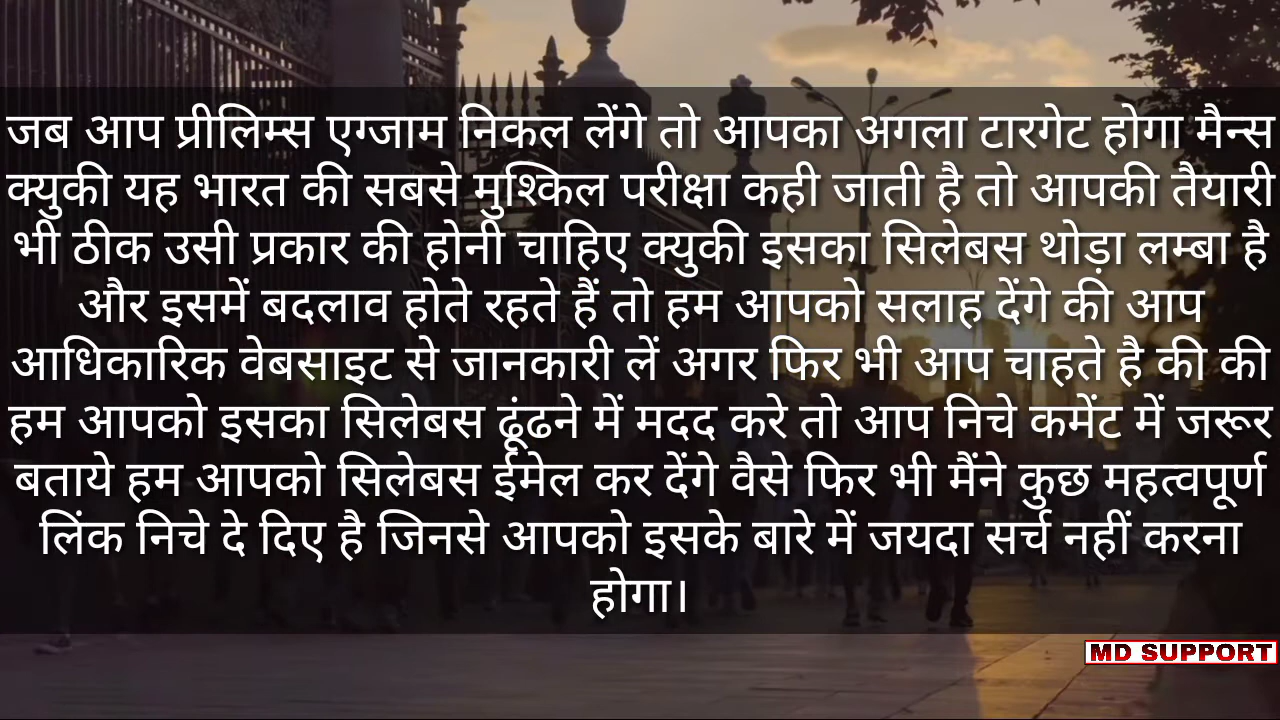 जब आप प्रीलिम्स एग्जाम निकल लेंगे तो आपका अगला टारगेट होगा मैन्स
क्युकी यह भारत की सबसे मुश्किल परीक्षा कही जाती है तो आपकी तैयारी
भी ठीक उसी प्रकार की होनी चाहिए क्युकी इसका सिलेबस थोड़ा लम्बा है
और इसमें बदलाव होते रहते हैं तो हम आपको सलाह देंगे की आप
आधिकारिक वेबसाइट से जानकारी लें अगर फिर भी आप चाहते है की की
हम आपको इसका सिलेबस ढूंढने में मदद करे तो आप निचे कमेंट में जरूर
बताये हम आपको सिलेबस ईमेल कर देंगे वैसे फिर भी मैंने कुछ महत्वपूर्ण
लिंक निचे दे दिए है जिनसे आपको इसके बारे में जयदा सर्च नहीं करना
होगा।
MD SUPPORT